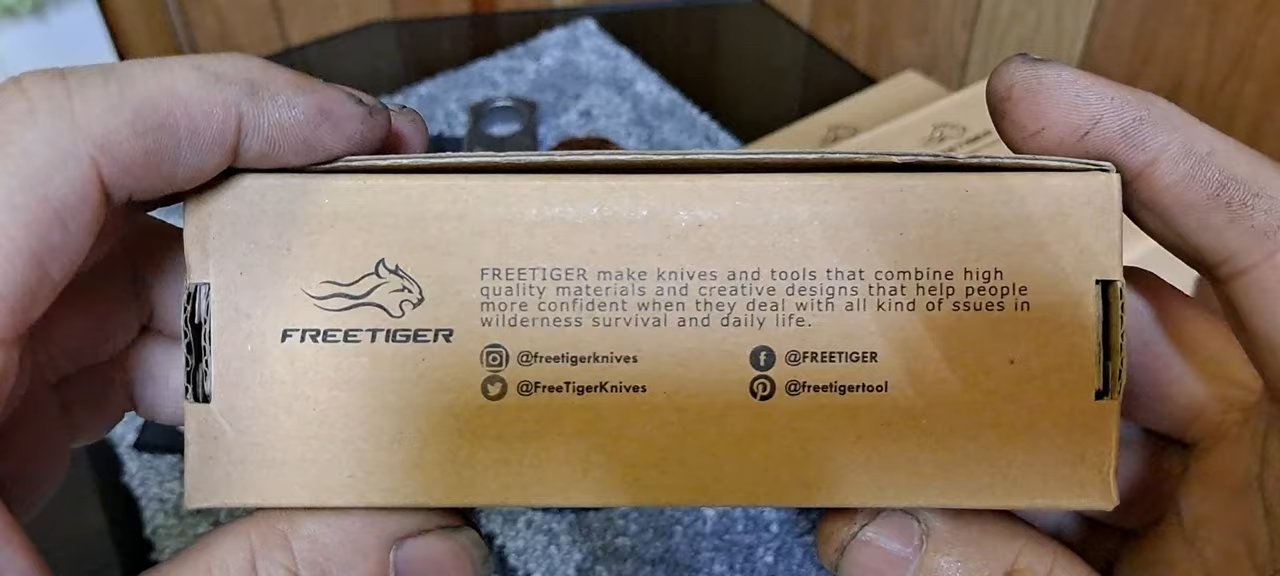 FREETIGER
FREETIGER make knives and tools that combine high
quality materials and creative designs that help people
more confident when they deal with all kind of ssues in
wilderness survival and daily life.
@freetigerknives
@FREETIGER
@FreeTigerKnives
@freetigertool